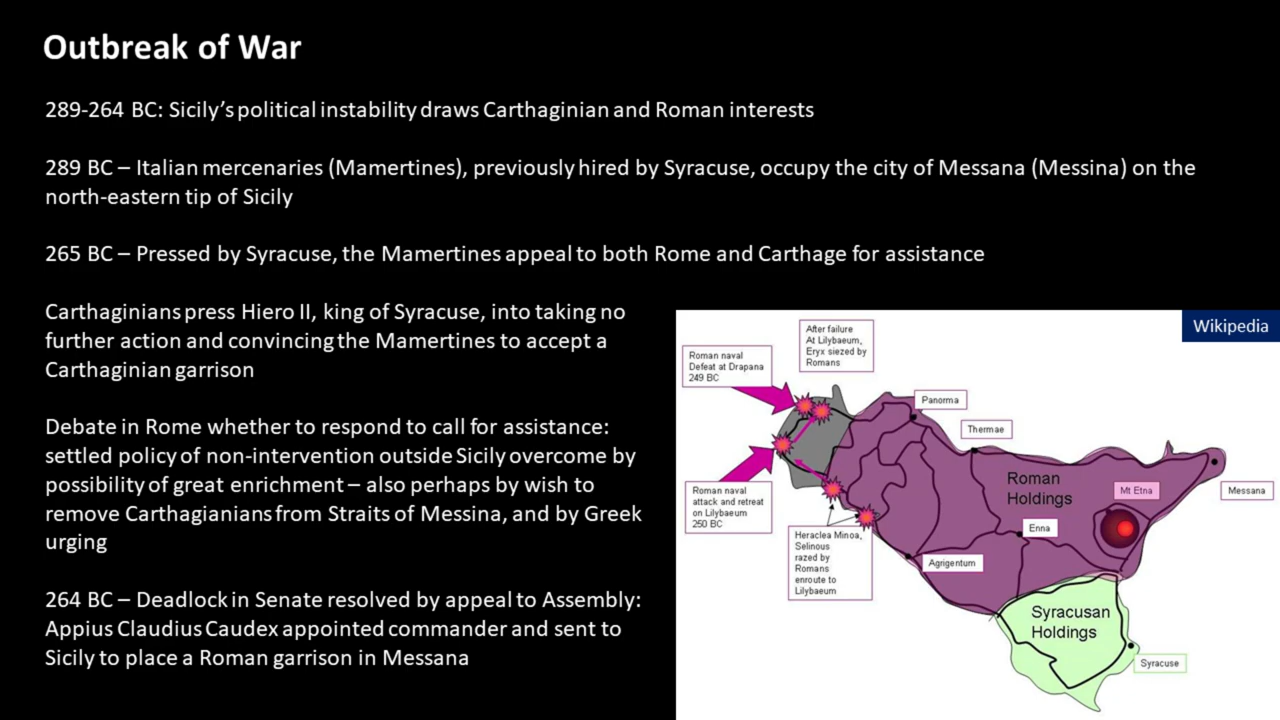 Outbreak of War
289-264 BC: Sicily’s political instability draws Carthaginian and Roman interests
289 BC – Italian mercenaries (Mamertines), previously hired by Syracuse, occupy the city of Messana (Messina) on the
north-eastern tip of Sicily
265 BC – Pressed by Syracuse, the Mamertines appeal to both Rome and Carthage for assistance
Carthaginians press Hiero II, king of Syracuse, into taking no
further action and convincing the Mamertines to accept a
Carthaginian garrison
Debate in Rome whether to respond to call for assistance:
settled policy of non-intervention outside Sicily overcome by
possibility of great enrichment – also perhaps by wish to
remove Carthagianians from Straits of Messina, and by Greek
urging
264 BC – Deadlock in Senate resolved by appeal to Assembly:
Appius Claudius Caudex appointed commander and sent to
Sicily to place a Roman garrison in Messana
Wikipedia
After failure
At Lilybaeum,
Eryx siezed by
Romans
Roman naval
Defeat at Drapana
249 BC
Panorma
Thermae
Roman
Holdings
Mt Etna
Messana
Roman naval
attack and retreat
on Lilybaeum
250 BC
Enna
Heraclea Minoa,
Selinous
razed by
Romans
enroute to
Lilybaeum
Agrigentum
Syracusan
Holdings
Syracuse